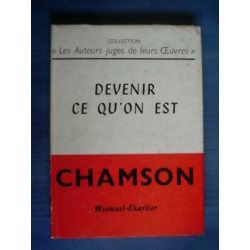 COLLECTION
« Les Auteurs juges de leurs Œuvres »
DEVENIR
CE QU'ON EST
CHAMSON
Wesmael-Charlier